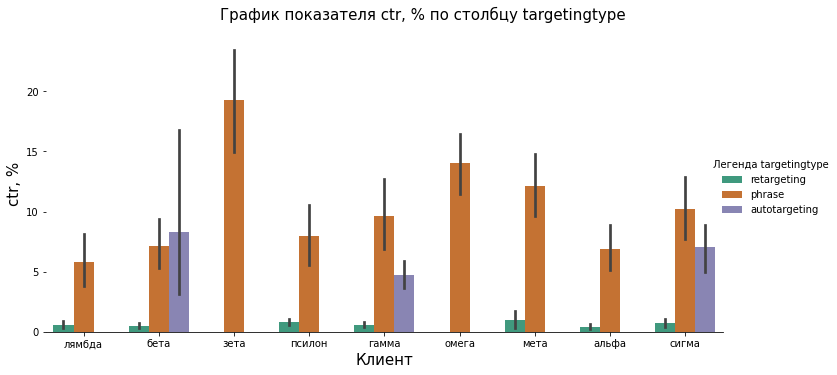 График показателя ctr, % по столбцу targetingtype
ctr, %
20
15
10
5
0
лямбда бета зета псилон гамма омега мета альфа сигма
Клиент
Легенда targetingtype
retargeting
phrase
autotargeting